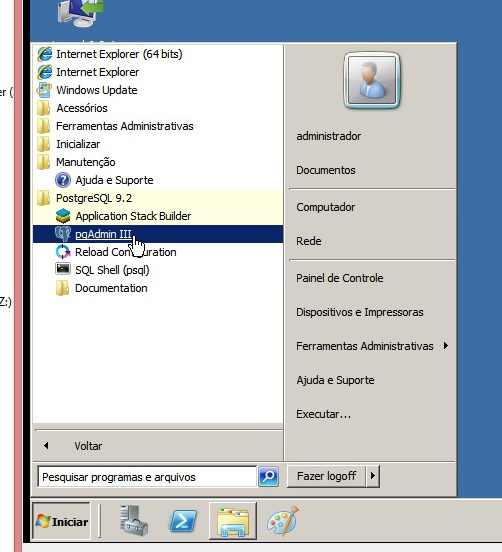 er (
Z:)
Internet Explorer (64 bits)
Internet Explorer
Windows Update
Acessórios
Ferramentas Administrativas
Inicializar
Manutenção
Ajuda e Suporte
PostgreSQL 9.2
Application Stack Builder
pgAdmin III
Reload Configuration
SQL Shell (psql)
Documentation
Voltar
Pesquisar programas e arquivos
administrador
Documentos
Computador
Rede
Painel de Controle
Dispositivos e Impressoras
Ferramentas Administrativas
Ajuda e Suporte
Executar...
Fazer logoff
Iniciar